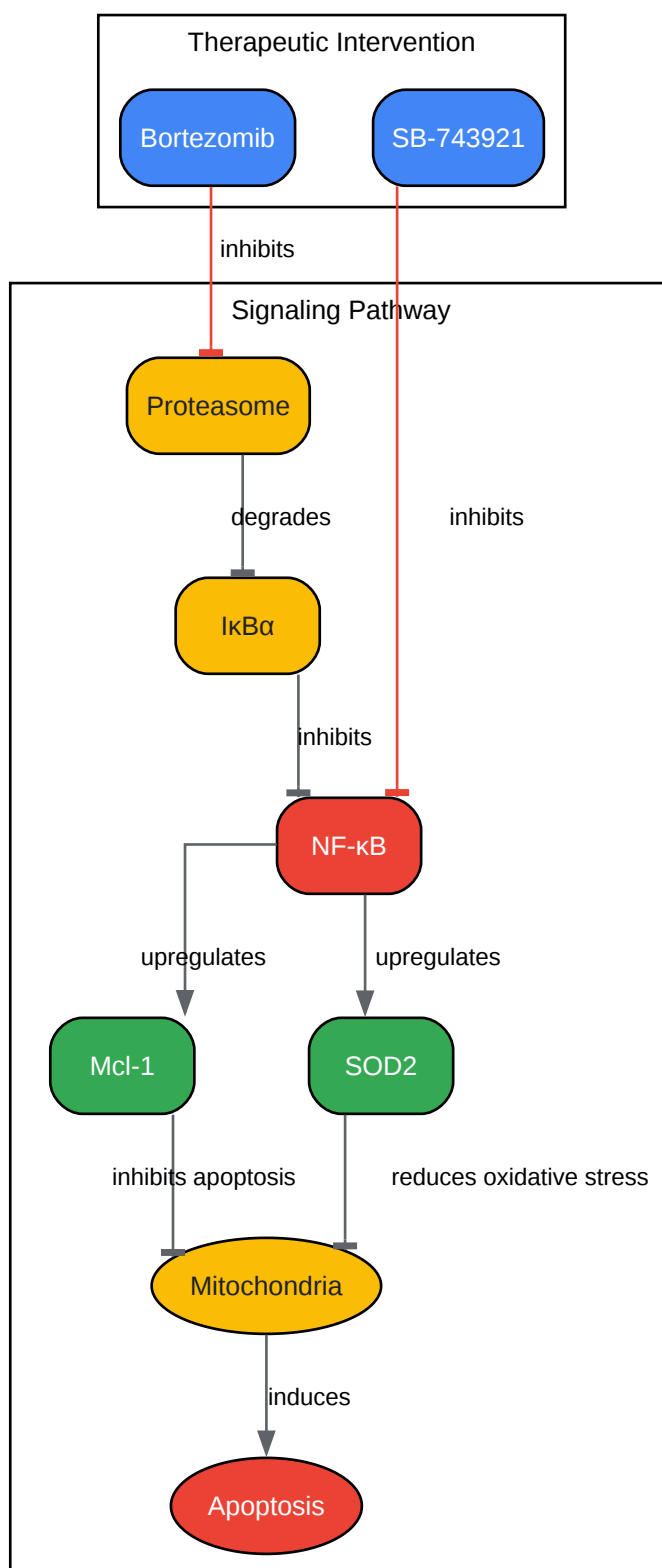 Therapeutic Intervention
Bortezomib
SB-743921
inhibits
Signaling Pathway
Proteasome
degrades
inhibits
IκBα
inhibits
NF-κB
upregulates
upregulates
Mcl-1
SOD2
inhibits apoptosis
reduces oxidative stress
Mitochondria
induces
Apoptosis